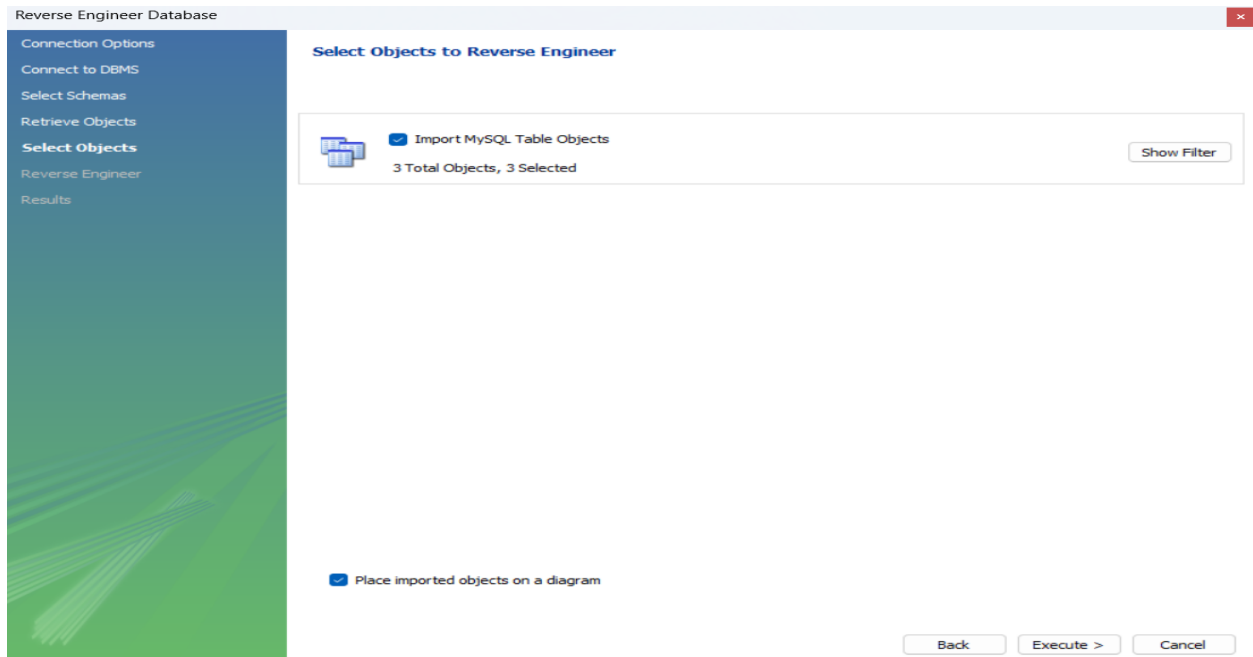 Reverse Engineer Database
Connection Options
Connect to DBMS
Select Schemas
Retrieve Objects
Select Objects
Reverse Engineer
Results
Select Objects to Reverse Engineer
Import MySQL Table Objects
3 Total Objects, 3 Selected
Show Filter
Place imported objects on a diagram
Back
Execute >
Cancel